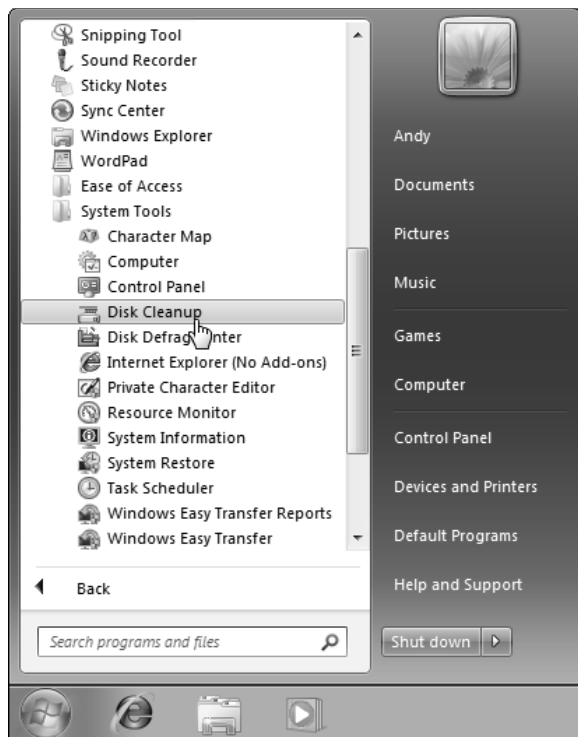 Snipping Tool
Sound Recorder
Sticky Notes
Sync Center
Windows Explorer
WordPad
Ease of Access
System Tools
Character Map
Computer
Control Panel
Disk Cleanup
Disk Defragmenter
Internet Explorer (No Add-ons)
Private Character Editor
Resource Monitor
System Information
System Restore
Task Scheduler
Windows Easy Transfer Reports
Windows Easy Transfer
Back
Search programs and files
Andy
Documents
Pictures
Music
Games
Computer
Control Panel
Devices and Printers
Default Programs
Help and Support
Shut down